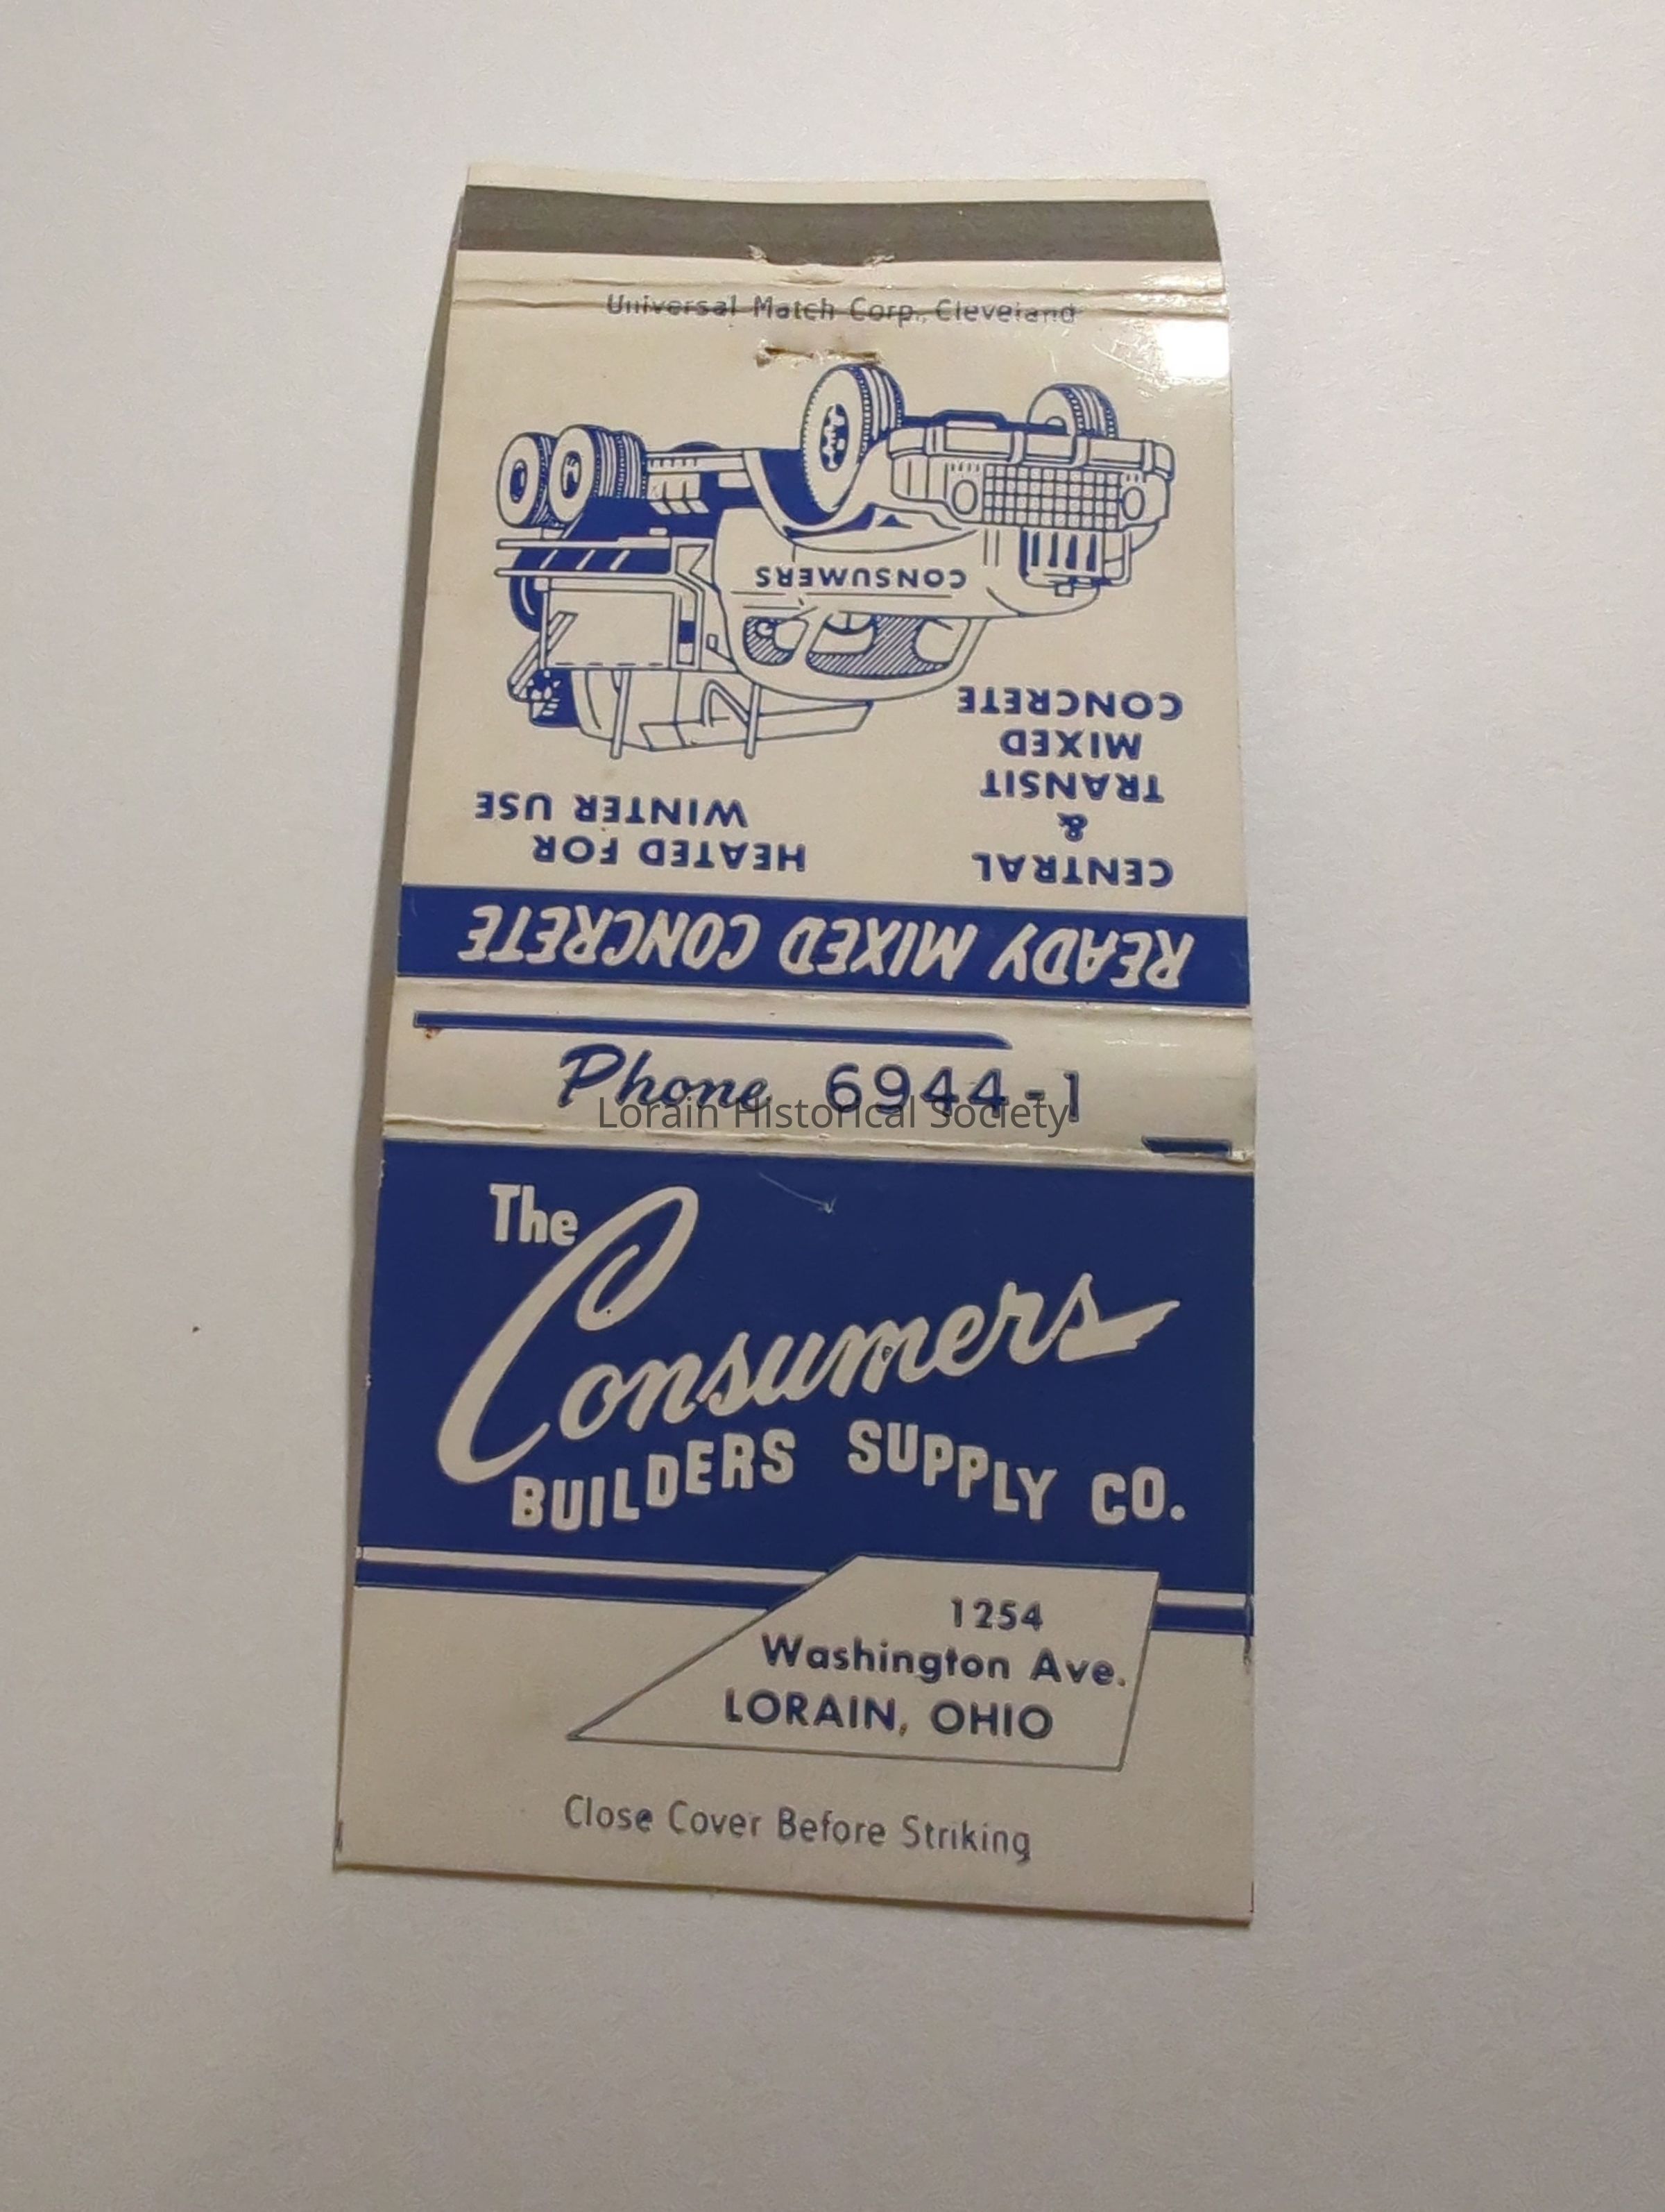 Universal Match Corp., Cleveland
READY MIXED CONCRETE
CENTRAL
&
TRANSIT
MIXED
CONCRETE
HEATED FOR
WINTER USE
CONSUMERS
Phone 6944-1
Lorain Historical Society
The
Consumers
BUILDERS SUPPLY CO.
1254
Washington Ave.
LORAIN, OHIO
Close Cover Before Striking